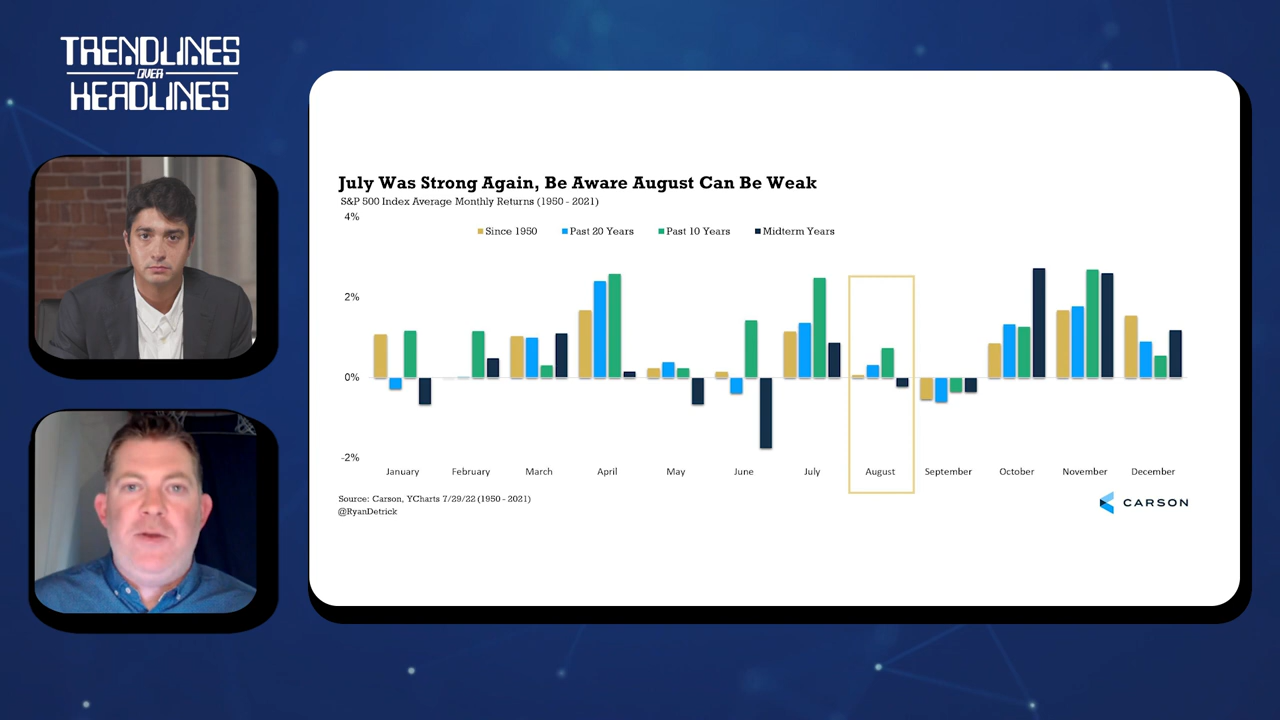 TRENDLINES
OVER
HEADLINES
July Was Strong Again, Be Aware August Can Be Weak
S&P 500 Index Average Monthly Returns (1950 - 2021)
4%
Since 1950 Past 20 Years Past 10 Years Midterm Years
2%
0%
-2%
January February March April May June July August September October November December
Source: Carson, YCharts 7/29/22 (1950 - 2021)
@RyanDetrick
CARSON